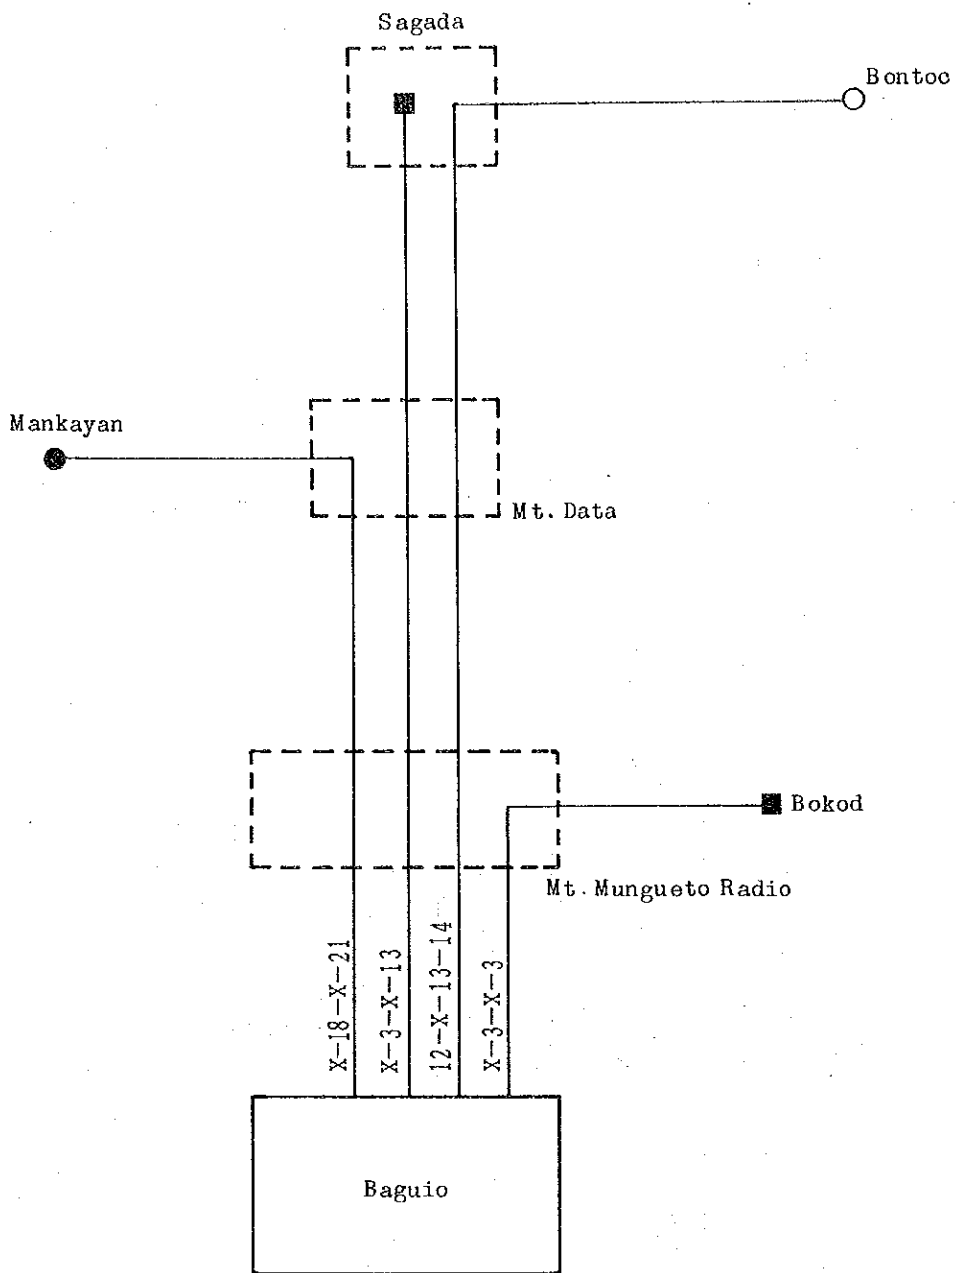 Sagada
Bontoc
Mankayan
Mt. Data
Bokod
Mt. Mungueto Radio
X-18-X-21
X-3-X-13
12-X-13-14
X-3-X-3
Baguio